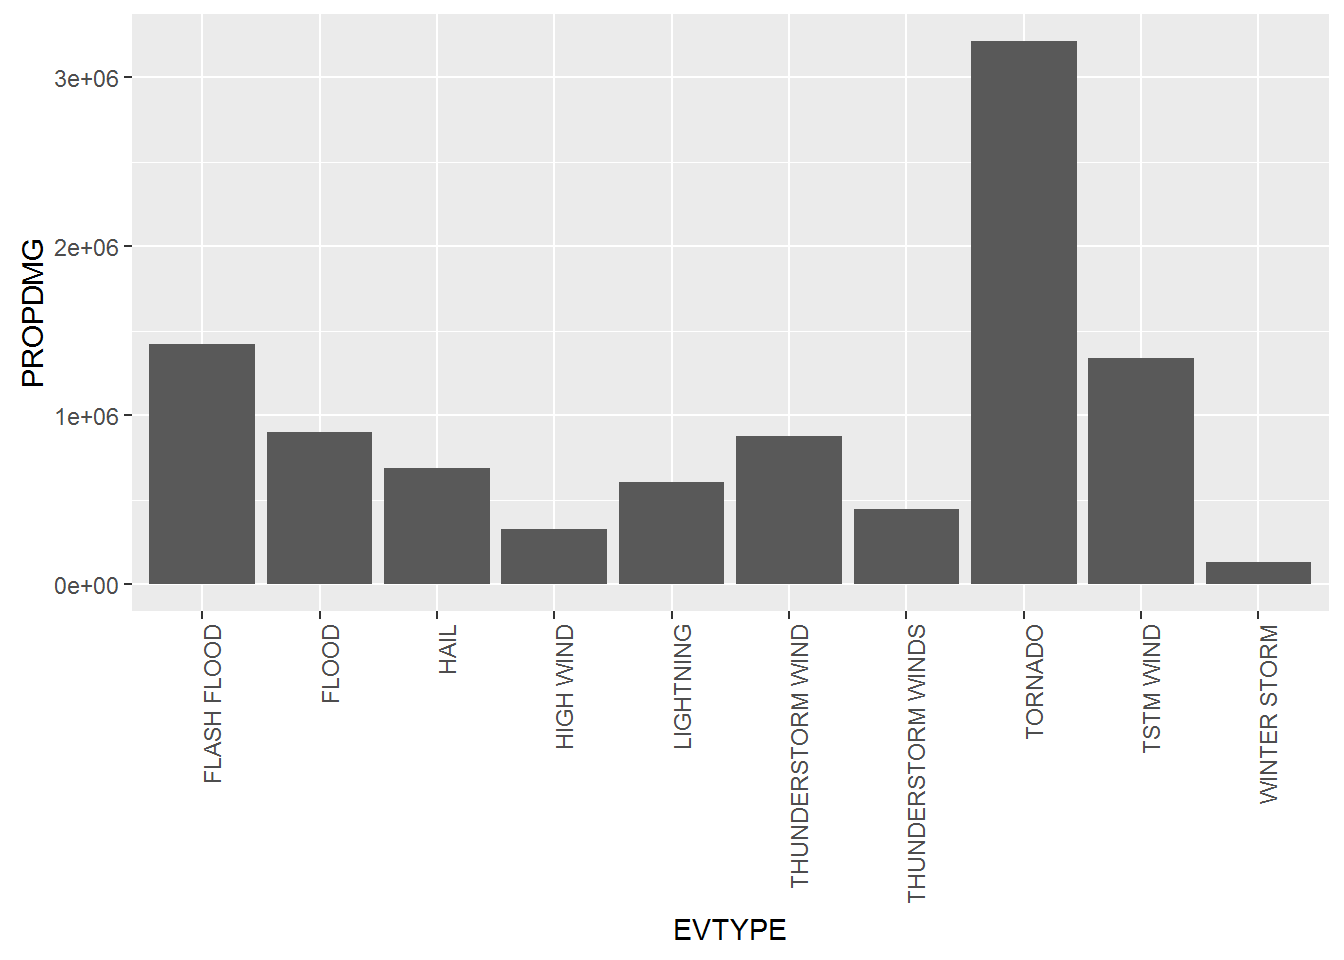 PROPDMG
3e+06
2e+06
1e+06
0e+00
FLASH FLOOD
FLOOD
HAIL
HIGH WIND
LIGHTNING
THUNDERSTORM WIND
THUNDERSTORM WINDS
TORNADO
TSTM WIND
WINTER STORM
EVTYPE